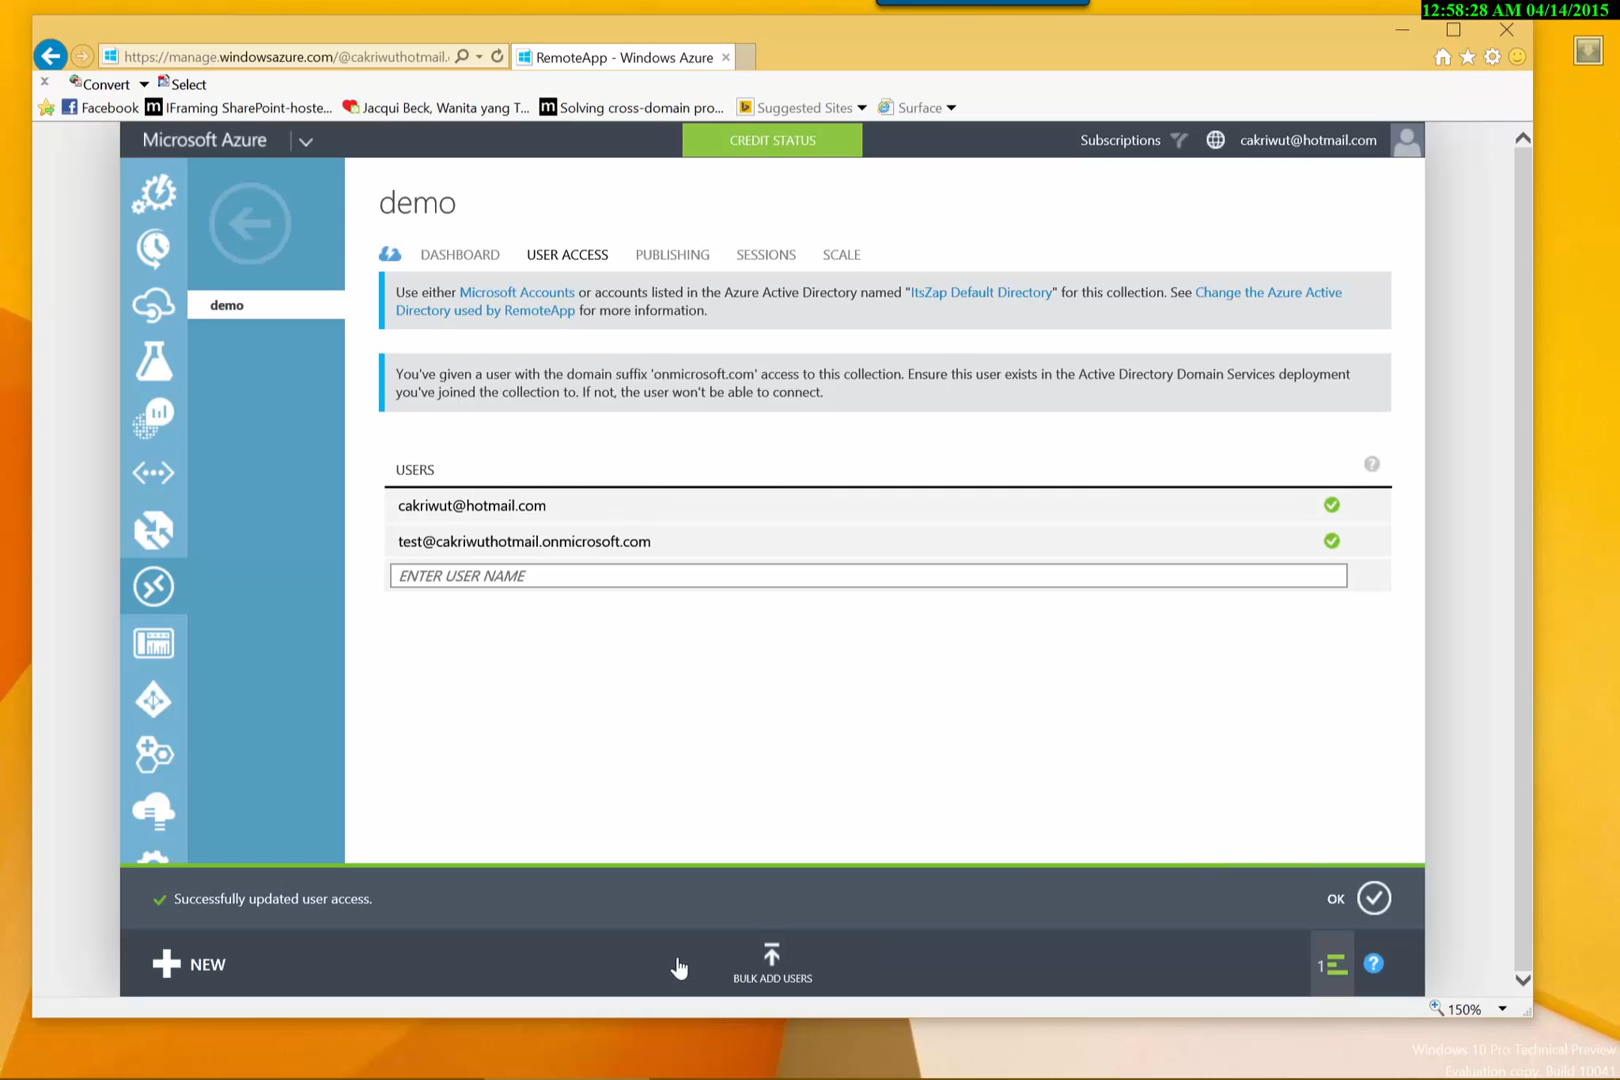 12:58:28 AM 04/14/2015
https://manage.windowsazure.com/@cakriwuthotmail.
RemoteApp - Windows Azure
Convert
Select
Facebook
IFraming SharePoint-hoste...
Jacqui Beck, Wanita yang T...
Solving cross-domain pro...
Suggested Sites
Surface
Microsoft Azure
CREDIT STATUS
Subscriptions
cakriwut@hotmail.com
demo
DASHBOARD
USER ACCESS
PUBLISHING
SESSIONS
SCALE
demo
Use either Microsoft Accounts or accounts listed in the Azure Active Directory named "ItsZap Default Directory" for this collection. See Change the Azure Active
Directory used by RemoteApp for more information.
You've given a user with the domain suffix 'onmicrosoft.com' access to this collection. Ensure this user exists in the Active Directory Domain Services deployment
you've joined the collection to. If not, the user won't be able to connect.
USERS
cakriwut@hotmail.com
test@cakriwuthotmail.onmicrosoft.com
ENTER USER NAME
Successfully updated user access.
OK
NEW
BULK ADD USERS
1
150%
Windows 10 Pro Technical Preview
Evaluation copy. Build 10041